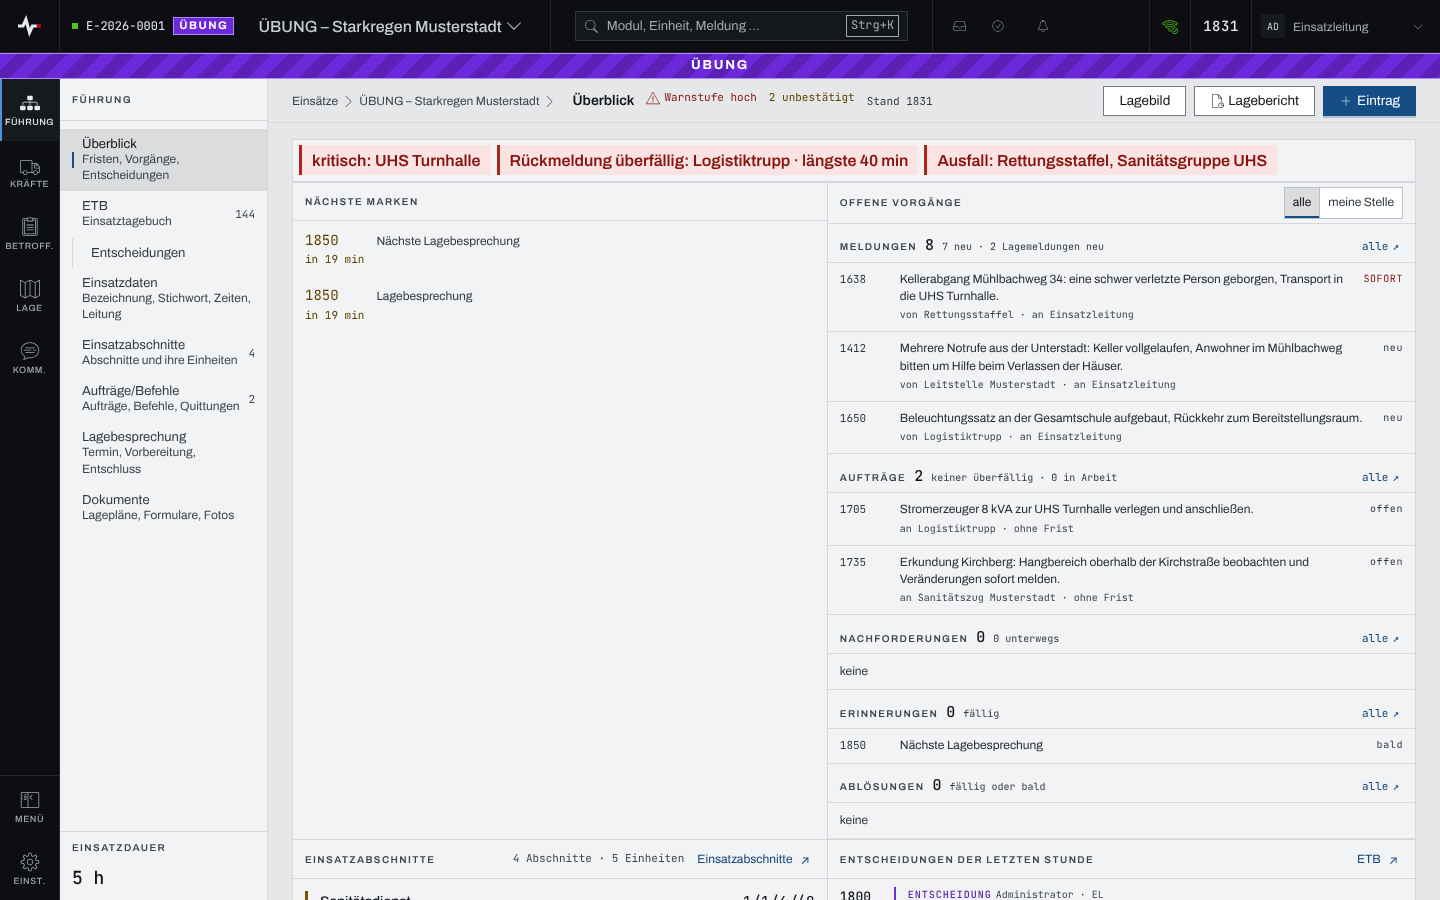 E-2026-0001 ÜBUNG ÜBUNG – Starkregen Musterstadt
Modul, Einheit, Meldung ... Strg+K
1831
AD Einsatzleitung
ÜBUNG
FÜHRUNG
KRÄFTE
BETROFF.
LAGE
KOMM.
MENÜ
EINST.
FÜHRUNG
Überblick
Fristen, Vorgänge,
Entscheidungen
ETB
Einsatztagebuch
144
Entscheidungen
Einsatzdaten
Bezeichnung, Stichwort, Zeiten,
Leitung
Einsatzabschnitte
Abschnitte und ihre Einheiten
4
Aufträge/Befehle
Aufträge, Befehle, Quittungen
2
Lagebesprechung
Termin, Vorbereitung,
Entschluss
Dokumente
Lagepläne, Formulare, Fotos
EINSATZDAUER
5 h
Einsätze ÜBUNG – Starkregen Musterstadt Überblick Warnstufe hoch 2 unbestätigt Stand 1831
Lagebild Lagebericht + Eintrag
kritisch: UHS Turnhalle Rückmeldung überfällig: Logistiktrupp · längste 40 min Ausfall: Rettungsstaffel, Sanitätsgruppe UHS
NÄCHSTE MARKEN
1850 Nächste Lagebesprechung
in 19 min
1850 Lagebesprechung
in 19 min
OFFENE VORGÄNGE alle meine Stelle
MELDUNGEN 8 7 neu · 2 Lagemeldungen neu alle ↗
1638 Kellerabgang Mühlbachweg 34: eine schwer verletzte Person geborgen, Transport in SOFORT
die UHS Turnhalle.
von Rettungsstaffel · an Einsatzleitung
1412 Mehrere Notrufe aus der Unterstadt: Keller vollgelaufen, Anwohner im Mühlbachweg neu
bitten um Hilfe beim Verlassen der Häuser.
von Leitstelle Musterstadt · an Einsatzleitung
1650 Beleuchtungssatz an der Gesamtschule aufgebaut, Rückkehr zum Bereitstellungsraum. neu
von Logistiktrupp · an Einsatzleitung
AUFTRÄGE 2 keiner überfällig · 0 in Arbeit alle ↗
1705 Stromerzeuger 8 kVA zur UHS Turnhalle verlegen und anschließen. offen
an Logistiktrupp · ohne Frist
1735 Erkundung Kirchberg: Hangbereich oberhalb der Kirchstraße beobachten und offen
Veränderungen sofort melden.
an Sanitätszug Musterstadt · ohne Frist
NACHFORDERUNGEN 0 0 unterwegs alle ↗
keine
ERINNERUNGEN 0 fällig alle ↗
1850 Nächste Lagebesprechung bald
ABLÖSUNGEN 0 fällig oder bald alle ↗
keine
EINSATZABSCHNITTE 4 Abschnitte · 5 Einheiten Einsatzabschnitte ↗
Sanitätsdienst
ENTSCHEIDUNGEN DER LETZTEN STUNDE ETB ↗
1800 ENTSCHEIDUNG Administrator · EL